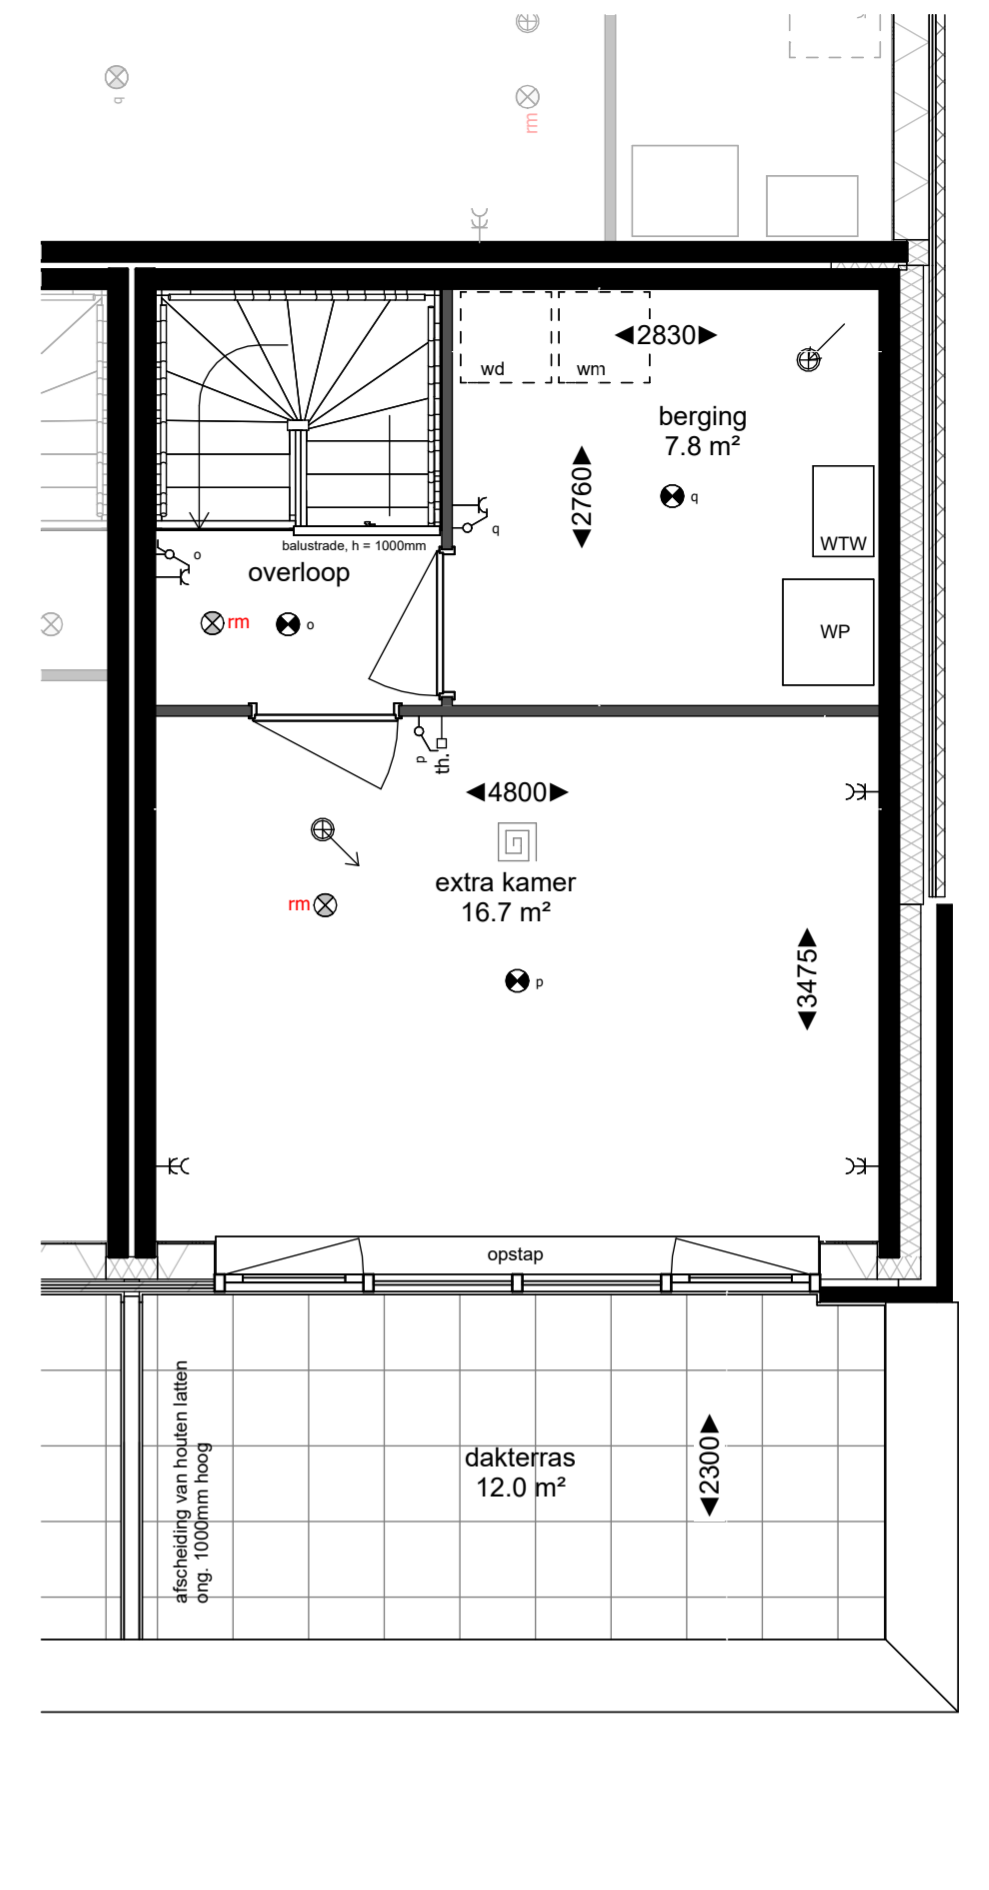 q
rm
wd
wm
2830
berging
7.8 m²
2760
q
q
WTW
WP
balustrade, h = 1000mm
overloop
o
rm
o
p
th.
4800
extra kamer
16.7 m²
rm
p
3475
opstap
afscheiding van houten latten
ong. 1000mm hoog
dakterras
12.0 m²
2300